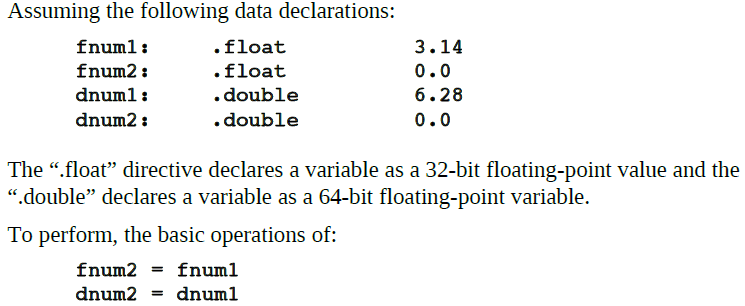 Assuming the following data declarations:
fnum1: .float 3.14
fnum2: .float 0.0
dnum1: .double 6.28
dnum2: .double 0.0
The “.float” directive declares a variable as a 32-bit floating-point value and the
“.double” declares a variable as a 64-bit floating-point variable.
To perform, the basic operations of:
fnum2 = fnum1
dnum2 = dnum1